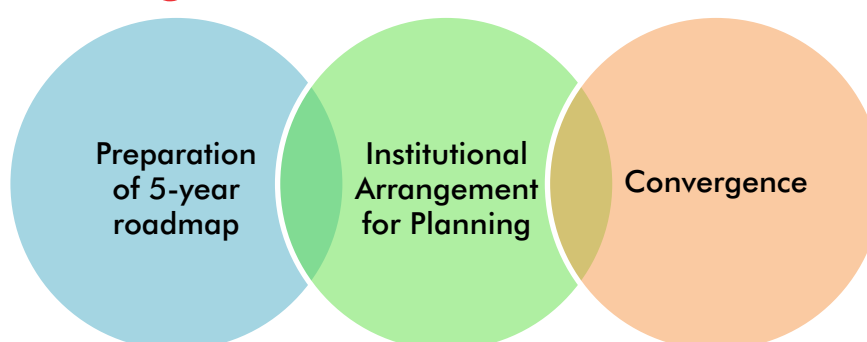 Preparation
of 5-year
roadmap
Institutional
Arrangement
for Planning
Convergence